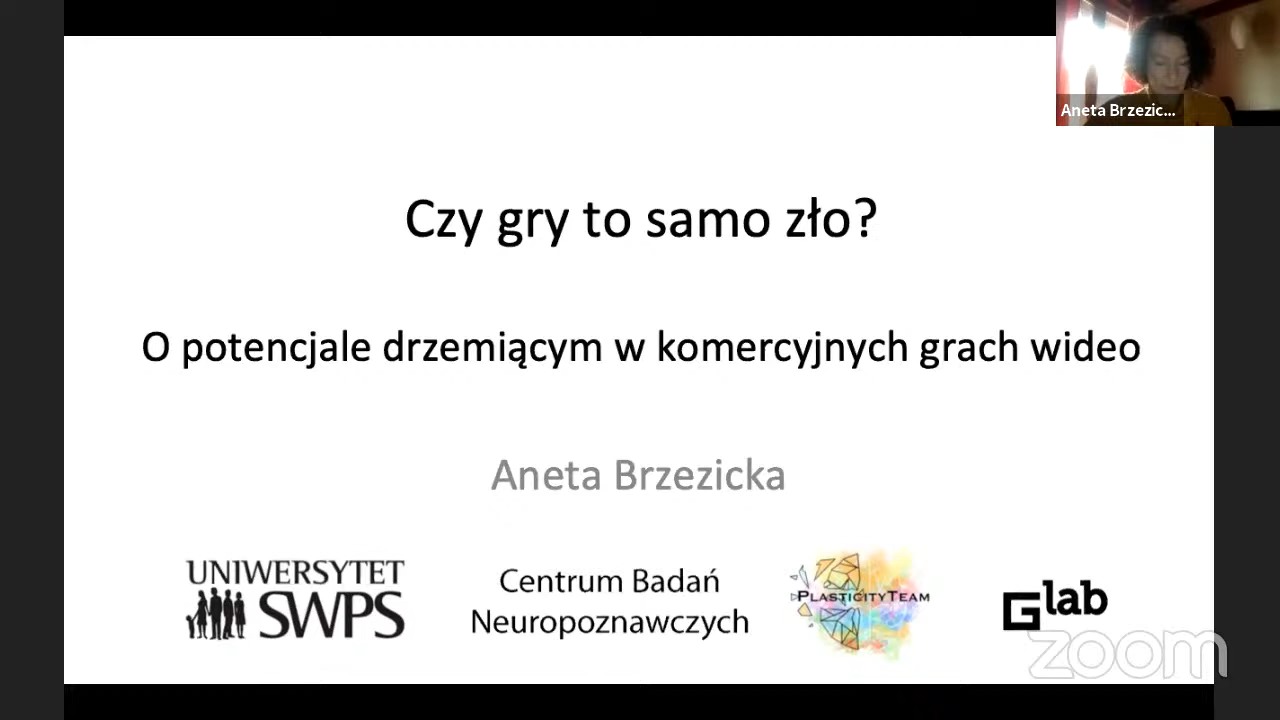 Aneta Brzezic...
Czy gry to samo zło?
O potencjale drzemiącym w komercyjnych grach wideo
Aneta Brzezicka
UNIWERSYTET
SWPS
Centrum Badań
Neuropoznawczych
PLASTICITYTEAM
Glab
zoom